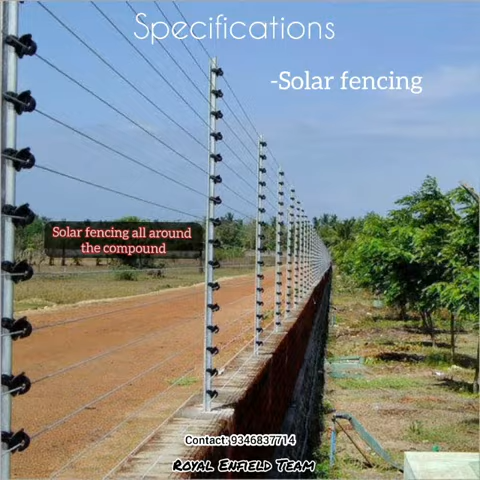 Specifications
-Solar fencing
Solar fencing all around
the compound
Contact: 9346837714
Royal Enfield Team